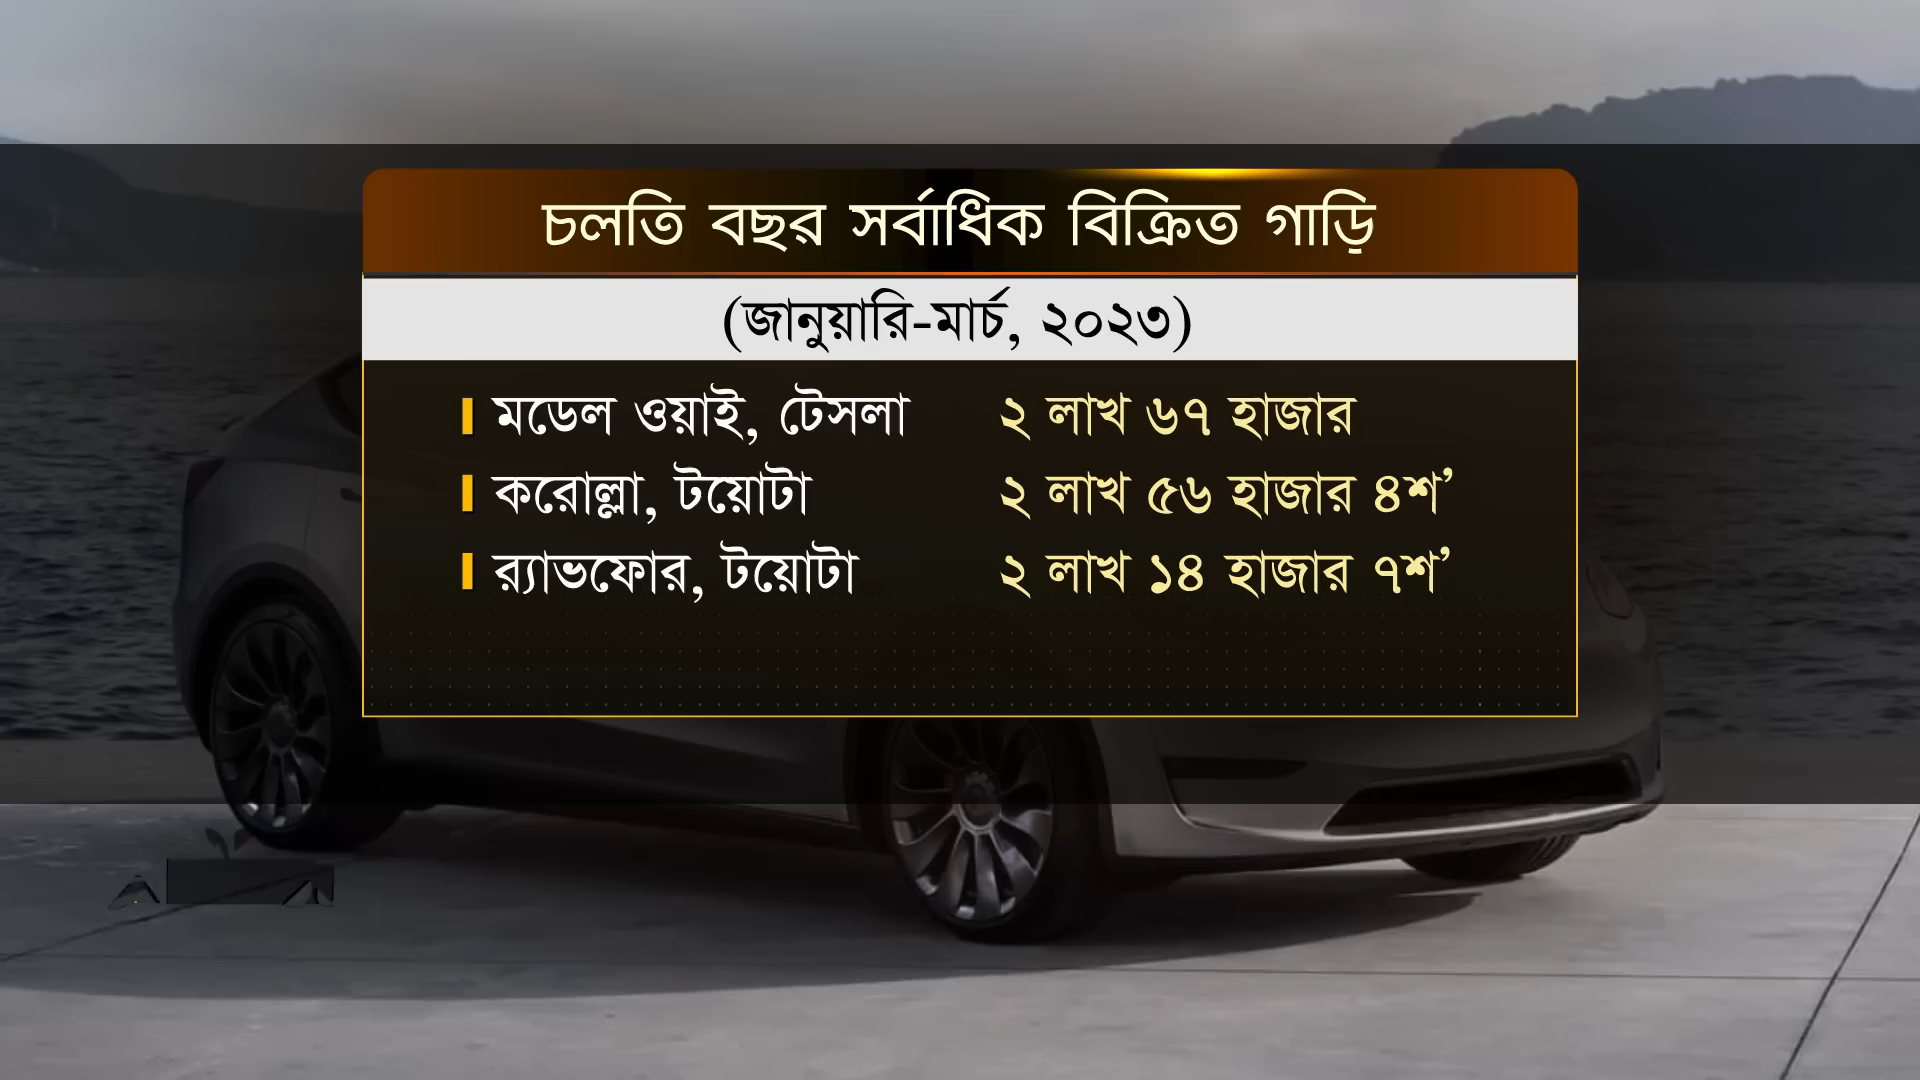 চলতি বছর সর্বাধিক বিক্রিত গাড়ি
(জানুয়ারি-মার্চ, ২০২৩)
মডেল ওয়াই, টেসলা ২ লাখ ৬৭ হাজার
করোল্লা, টয়োটা ২ লাখ ৫৬ হাজার ৪শ’
র‍্যাভফোর, টয়োটা ২ লাখ ১৪ হাজার ৭শ’